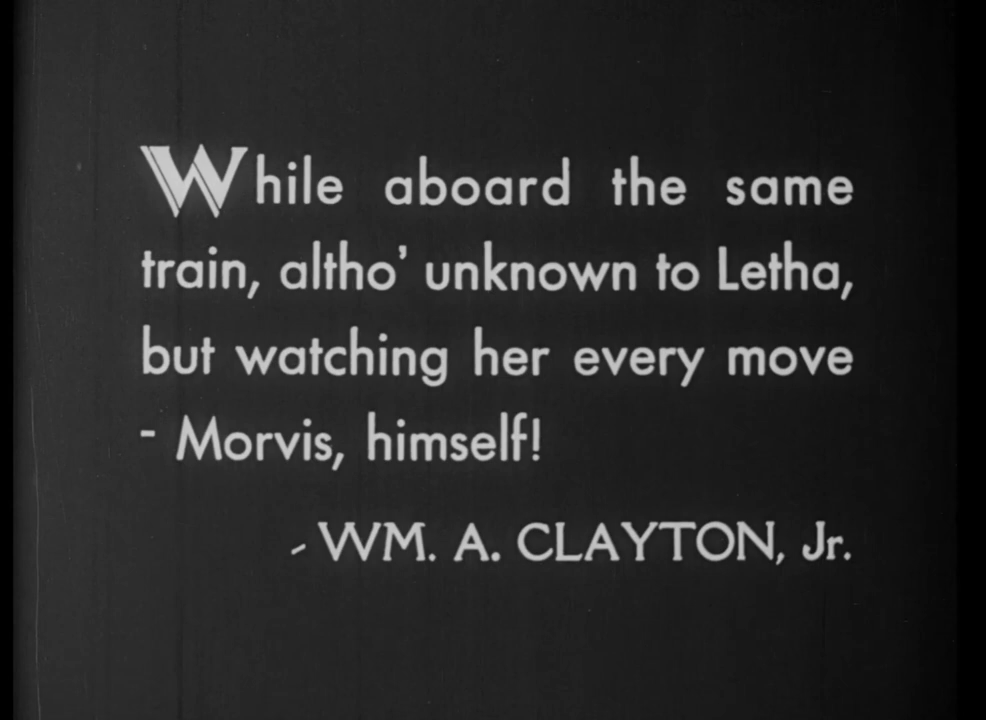 While aboard the same
train, altho' unknown to Letha,
but watching her every move
- Morvis, himself!
- WM. A. CLAYTON, Jr.